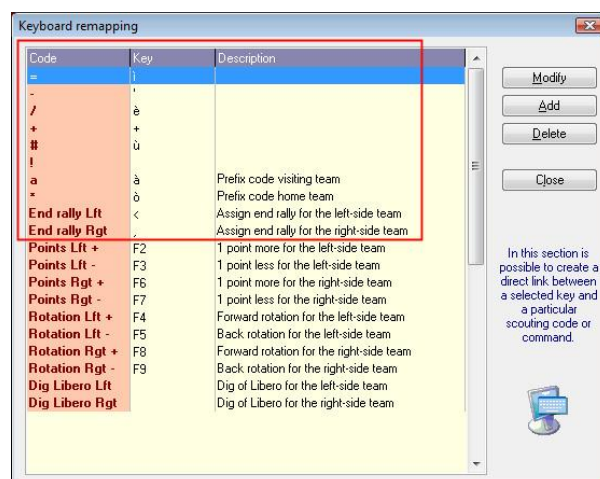 Keyboard remapping
Code Key Description
= ì
- '
/ è
+ +
# ù
!
a à Prefix code visiting team
* ò Prefix code home team
End rally Lft < Assign end rally for the left-side team
End rally Rgt , Assign end rally for the right-side team
Points Lft + F2 1 point more for the left-side team
Points Lft - F3 1 point less for the left-side team
Points Rgt + F6 1 point more for the right-side team
Points Rgt - F7 1 point less for the right-side team
Rotation Lft + F4 Forward rotation for the left-side team
Rotation Lft - F5 Back rotation for the left-side team
Rotation Rgt + F8 Forward rotation for the right-side team
Rotation Rgt - F9 Back rotation for the right-side team
Dig Libero Lft Dig of Libero for the left-side team
Dig Libero Rgt Dig of Libero for the right-side team
Modify
Add
Delete
Close
In this section is
possible to create a
direct link between
a selected key and
a particular
scouting code or
command.